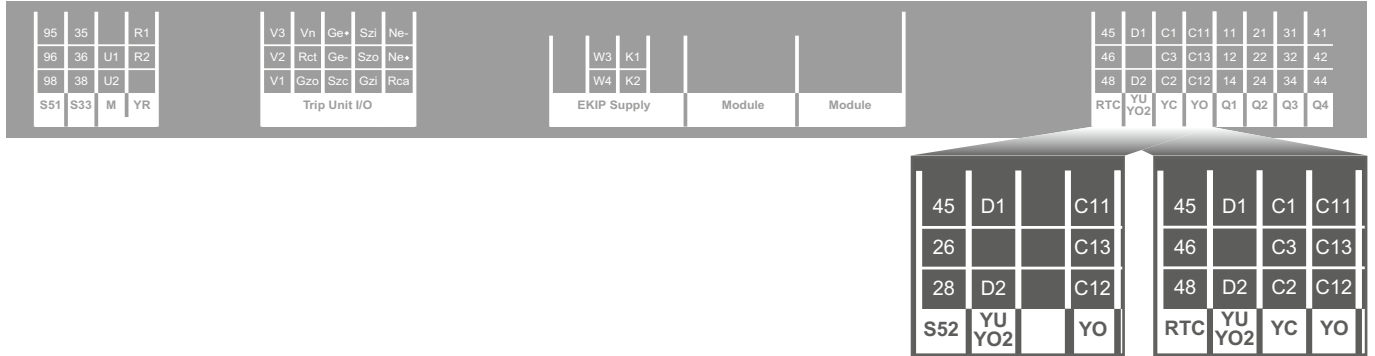 95 35 R1
96 36 U1 R2
98 38 U2
S51 S33 M YR
V3 Vn Ge+ Szi Ne-
V2 Rct Ge- Szo Ne+
V1 Gzo Szc Gzi Rca
Trip Unit I/O
W3 K1
W4 K2
EKIP Supply Module Module
45 D1 C1 C11 11 21 31 41
46 C3 C13 12 22 32 42
48 D2 C2 C12 14 24 34 44
RTC YU YO2 YC YO Q1 Q2 Q3 Q4
45 D1 C11
26 C13
28 D2 C12
S52 YU YO2 YO
45 D1 C1 C11
46 C3 C13
48 D2 C2 C12
RTC YU YO2 YC YO